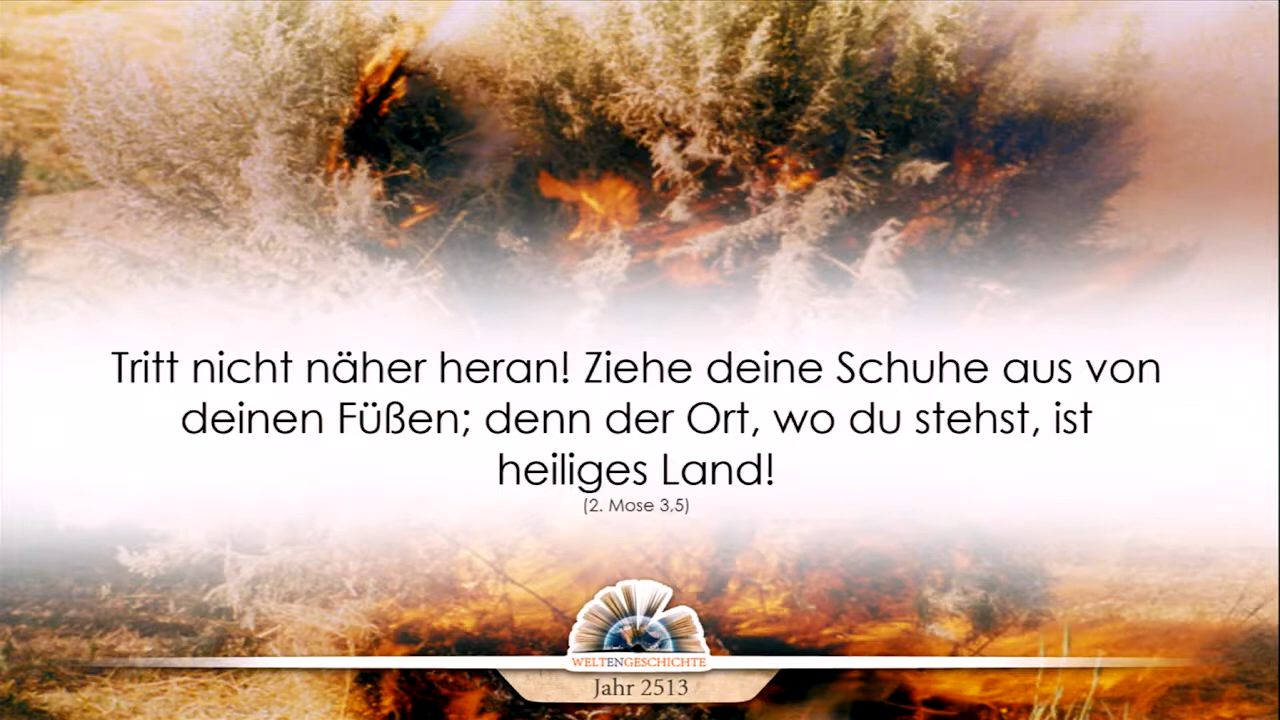 Tritt nicht näher heran! Ziehe deine Schuhe aus von
deinen Füßen; denn der Ort, wo du stehst, ist
heiliges Land!
(2. Mose 3,5)
WELTENGESCHICHTE
Jahr 2513